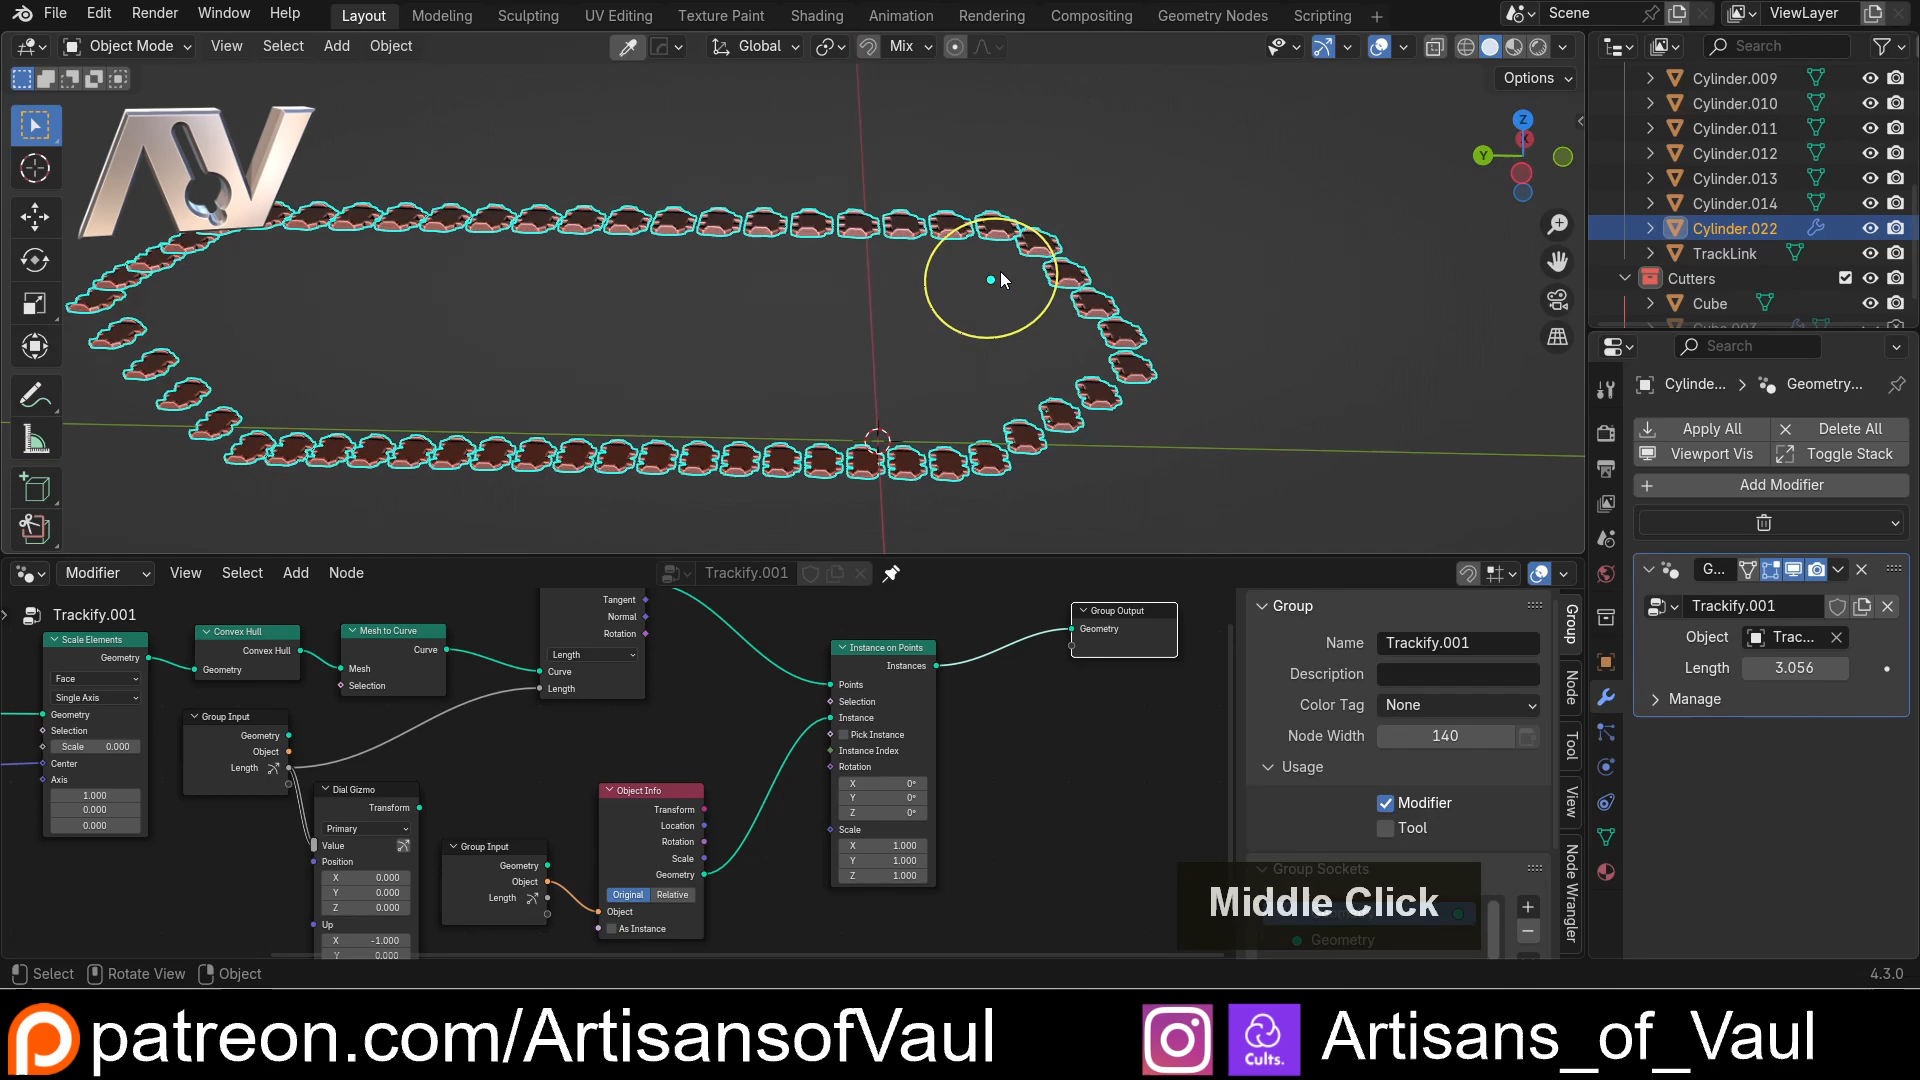 File Edit Render Window Help Layout Modeling Sculpting UV Editing Texture Paint Shading Animation Rendering Compositing Geometry Nodes Scripting + Scene ViewLayer
Object Mode View Select Add Object Global Mix Search
Options
Z
Y
X
Cylinder.009
Cylinder.010
Cylinder.011
Cylinder.012
Cylinder.013
Cylinder.014
Cylinder.022
TrackLink
Cutters
Cube
Search
Cylinde... > Geometry...
Apply All Delete All
Viewport Vis Toggle Stack
Add Modifier
G...
Trackify.001
Object Trac...
Length 3.056
Manage
Modifier View Select Add Node Trackify.001
Trackify.001
Scale Elements
Geometry
Face
Single Axis
Geometry
Selection
Scale 0.000
Center
Axis
1.000
0.000
0.000
Convex Hull
Convex Hull
Geometry
Mesh to Curve
Curve
Mesh
Selection
Group Input
Geometry
Object
Length
Dial Gizmo
Transform
Primary
Value
Position
X 0.000
Y 0.000
Z 0.000
Up
X -1.000
Y 0.000
Tangent
Normal
Rotation
Length
Curve
Length
Group Input
Geometry
Object
Length
Object Info
Transform
Location
Rotation
Scale
Geometry
Original Relative
Object
As Instance
Instance on Points
Instances
Points
Selection
Instance
Pick Instance
Instance Index
Rotation
X 0°
Y 0°
Z 0°
Scale
X 1.000
Y 1.000
Z 1.000
Group Output
Geometry
Group
Name Trackify.001
Description
Color Tag None
Node Width 140
Usage
Modifier
Tool
Group Sockets
Geometry
Middle Click
Group
Node
Tool
View
Node Wrangler
Select Rotate View Object 4.3.0
patreon.com/ArtisansofVaul Cults. Artisans_of_Vaul